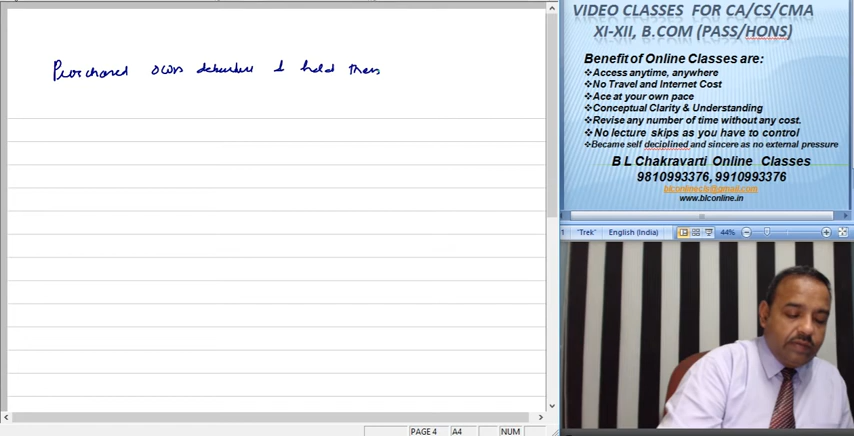 Purchased own debenture & hold them
VIDEO CLASSES FOR CA/CS/CMA
XI-XII, B.COM (PASS/HONS)
Benefit of Online Classes are:
❖Access anytime, anywhere
❖No Travel and Internet Cost
❖Ace at your own pace
❖Conceptual Clarity & Understanding
❖Revise any number of time without any cost.
❖No lecture skips as you have to control
❖Became self deciplined and sincere as no external pressure
B L Chakravarti Online Classes
9810993376, 9910993376
www.blconline.in
1 "Trek" English (India) 44%
PAGE 4 A4 NUM